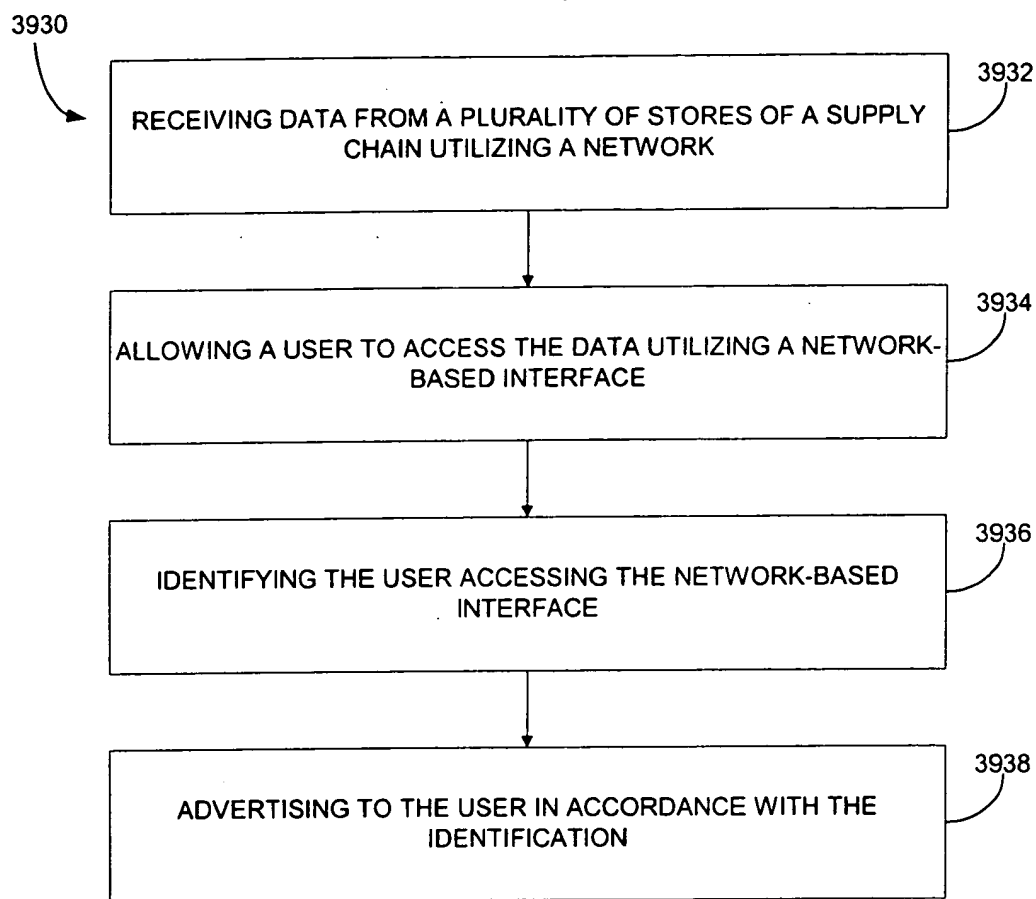 3930
3932
RECEIVING DATA FROM A PLURALITY OF STORES OF A SUPPLY
CHAIN UTILIZING A NETWORK
3934
ALLOWING A USER TO ACCESS THE DATA UTILIZING A NETWORK-
BASED INTERFACE
3936
IDENTIFYING THE USER ACCESSING THE NETWORK-BASED
INTERFACE
3938
ADVERTISING TO THE USER IN ACCORDANCE WITH THE
IDENTIFICATION